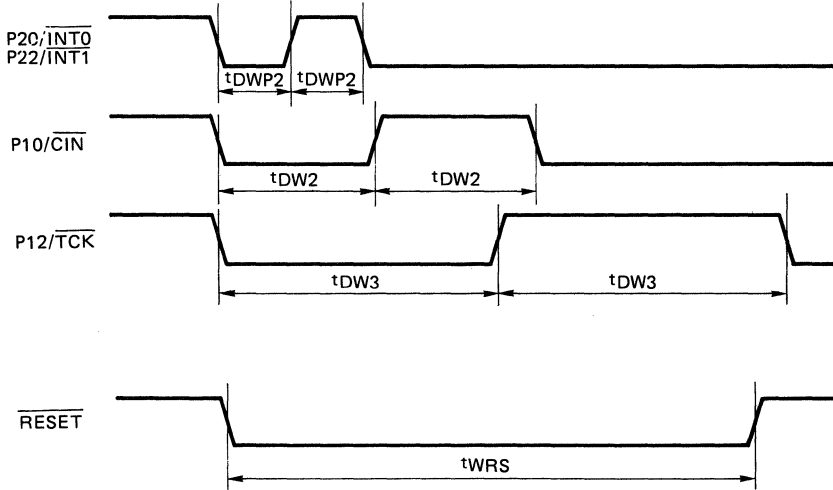 P20/INT0
P22/INT1
tDWP2 tDWP2
P10/CIN
tDW2 tDW2
P12/TCK
tDW3 tDW3
RESET
tWRS